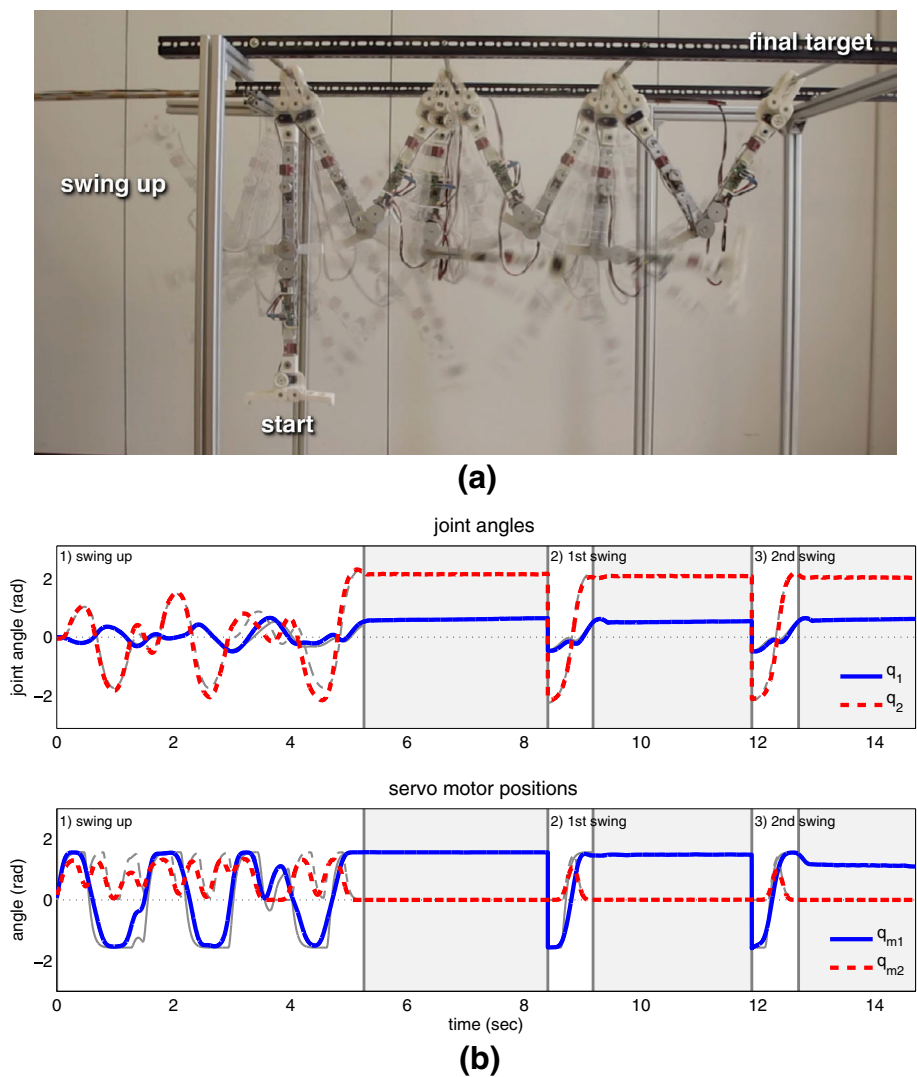 final target
swing up
start
(a)
joint angles
1) swing up
2) 1st swing
3) 2nd swing
joint angle (rad)
2
0
−2
q1
q2
0 2 4 6 8 10 12 14
servo motor positions
1) swing up
2) 1st swing
3) 2nd swing
angle (rad)
2
0
−2
qm1
qm2
0 2 4 6 8 10 12 14
time (sec)
(b)